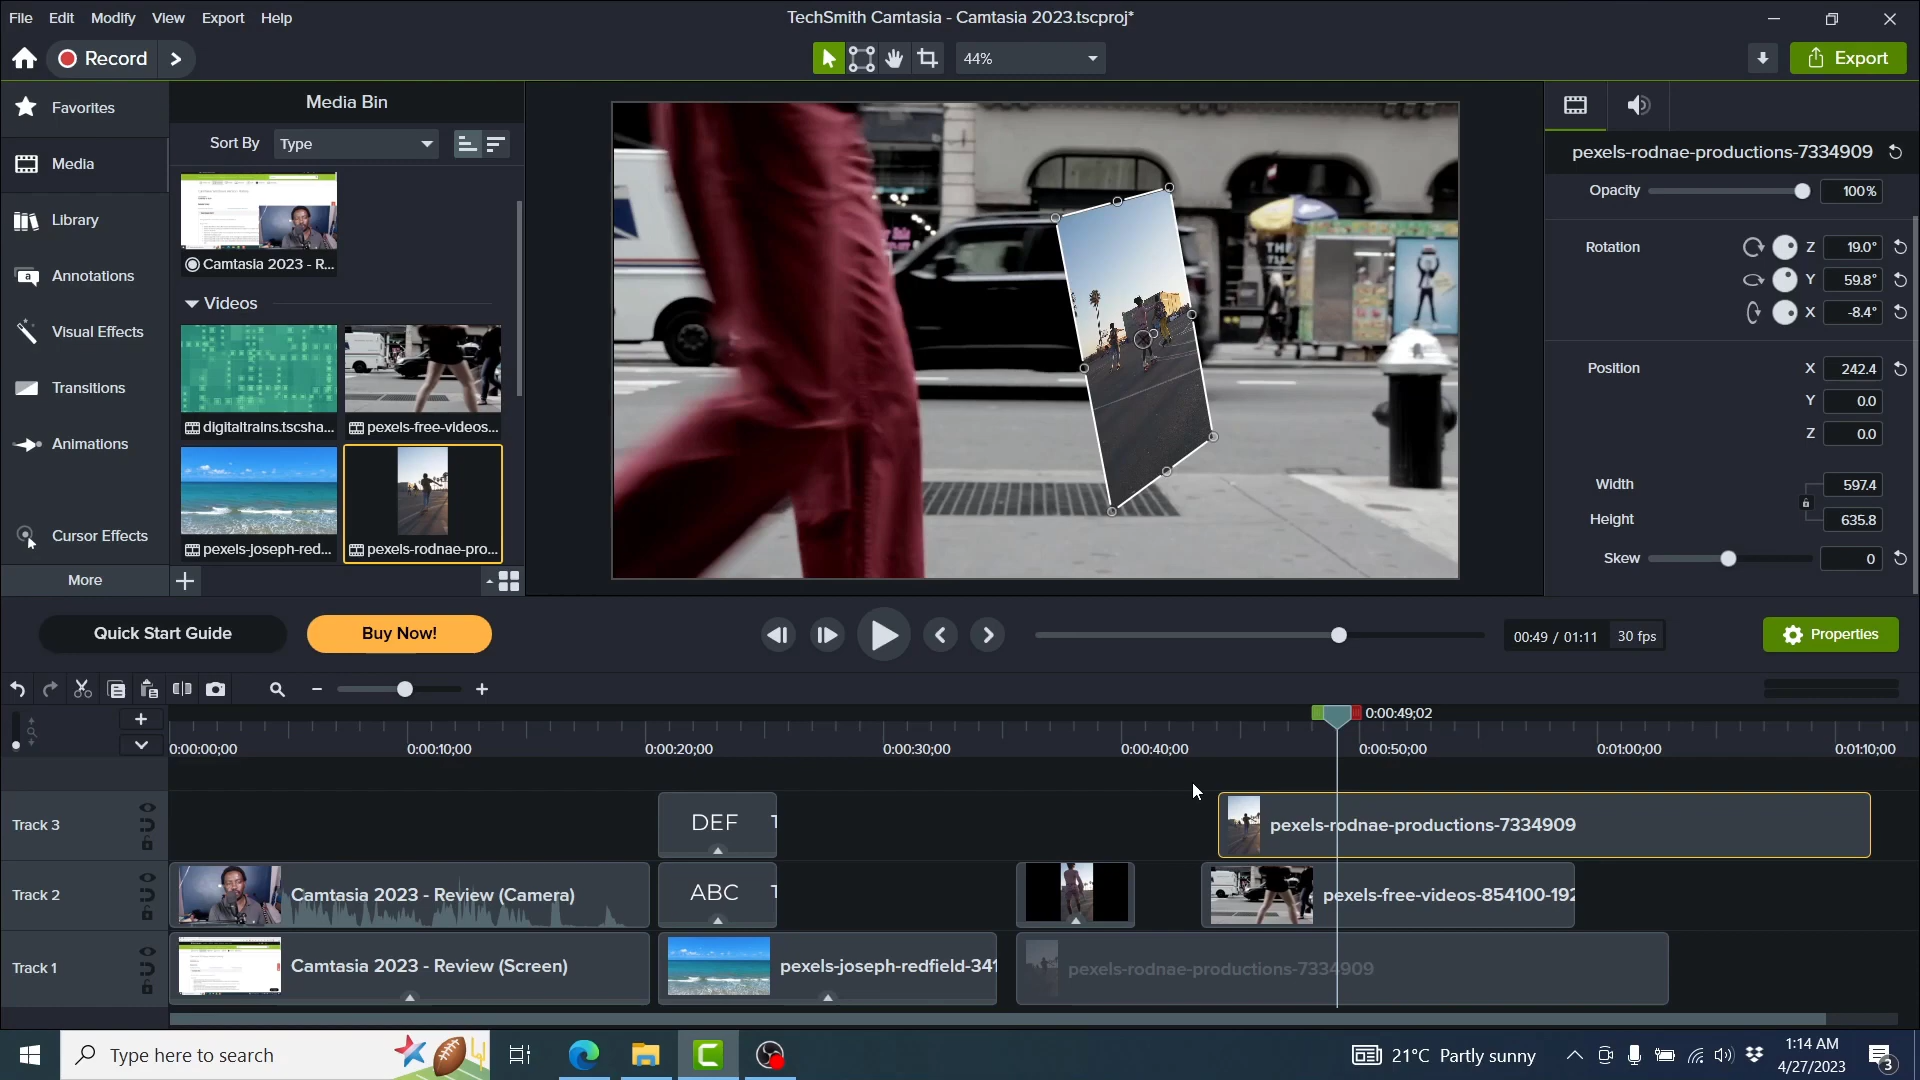 File Edit Modify View Export Help
TechSmith Camtasia - Camtasia 2023.tscproj*
Record
44%
Export
Favorites
Media
Library
Annotations
Visual Effects
Transitions
Animations
Cursor Effects
More
Media Bin
Sort By Type
Camtasia 2023 - R...
Videos
digitaltrains.tscsha...
pexels-free-videos...
pexels-joseph-red...
pexels-rodnae-pro...
THE
pexels-rodnae-productions-7334909
Opacity 100%
Rotation Z 19.0°
Y 59.8°
X -8.4°
Position X 242.4
Y 0.0
Z 0.0
Width 597.4
Height 635.8
Skew 0
Quick Start Guide
Buy Now!
00:49 / 01:11 30 fps
Properties
0:00:49;02
0:00:00;00 0:00:10;00 0:00:20;00 0:00:30;00 0:00:40;00 0:00:50;00 0:01:00;00 0:01:10;00
Track 3
DEF
pexels-rodnae-productions-7334909
Track 2
Camtasia 2023 - Review (Camera)
ABC
pexels-free-videos-854100-192
Track 1
Camtasia 2023 - Review (Screen)
pexels-joseph-redfield-341
pexels-rodnae-productions-7334909
Type here to search
21°C Partly sunny
1:14 AM
4/27/2023
3